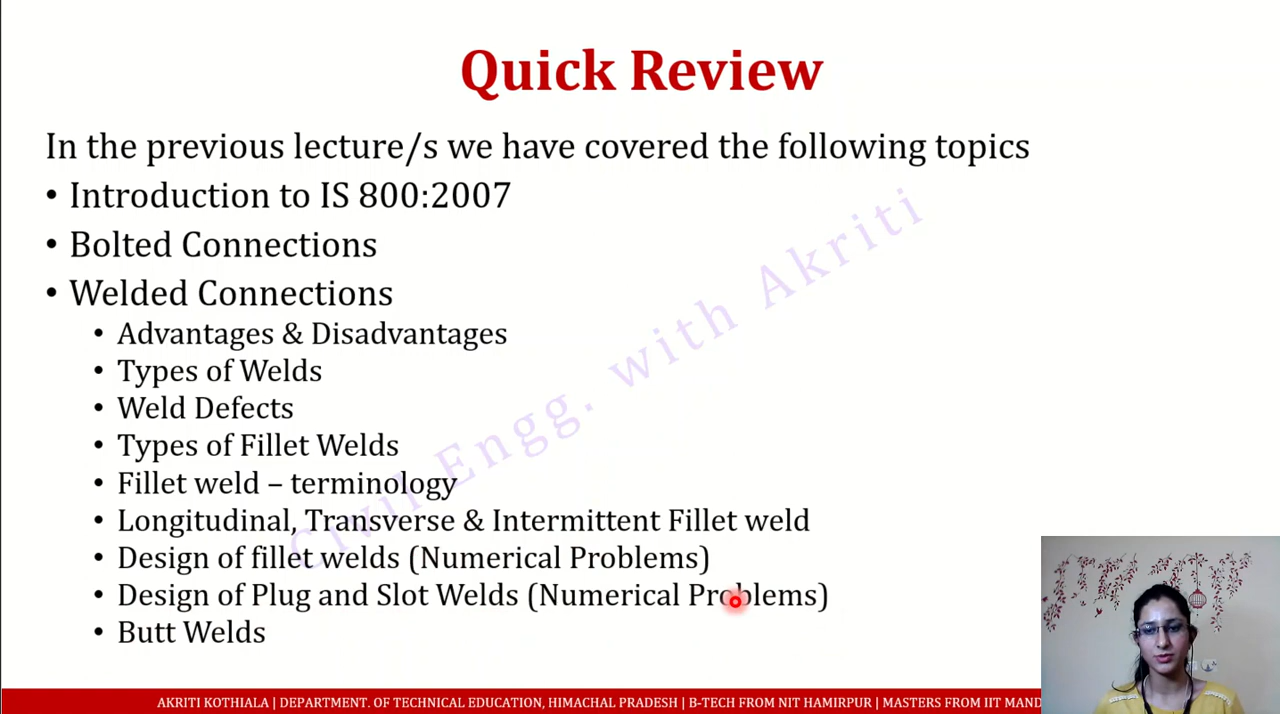 Quick Review
In the previous lecture/s we have covered the following topics
• Introduction to IS 800:2007
• Bolted Connections
• Welded Connections
• Advantages & Disadvantages
• Types of Welds
• Weld Defects
• Types of Fillet Welds
• Fillet weld – terminology
• Longitudinal, Transverse & Intermittent Fillet weld
• Design of fillet welds (Numerical Problems)
• Design of Plug and Slot Welds (Numerical Problems)
• Butt Welds
Civil Engg. with Akriti
AKRITI KOTHIALA | DEPARTMENT. OF TECHNICAL EDUCATION, HIMACHAL PRADESH | B-TECH FROM NIT HAMIRPUR | MASTERS FROM IIT MAND